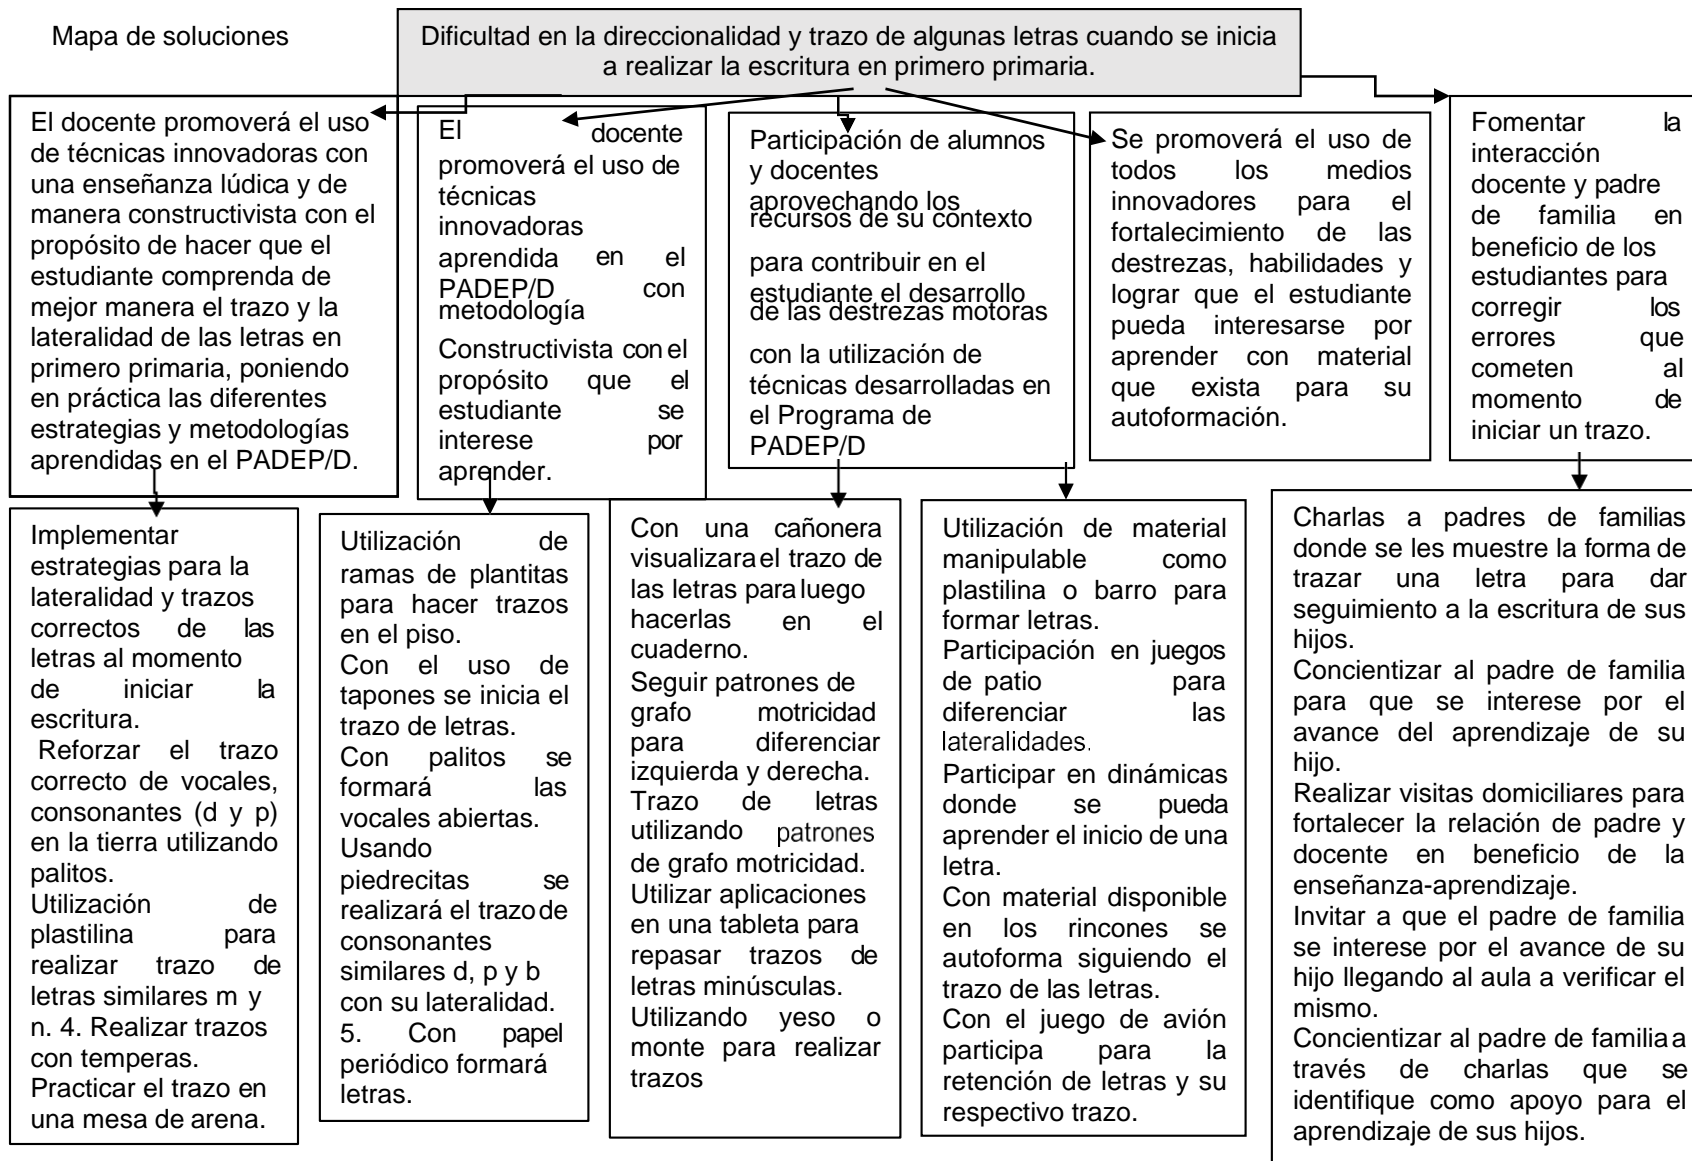 Mapa de soluciones
Dificultad en la direccionalidad y trazo de algunas letras cuando se inicia
a realizar la escritura en primero primaria.
El docente promoverá el uso
de técnicas innovadoras con
una enseñanza lúdica y de
manera constructivista con el
propósito de hacer que el
estudiante comprenda de
mejor manera el trazo y la
lateralidad de las letras en
primero primaria, poniendo
en práctica las diferentes
estrategias y metodologías
aprendidas en el PADEP/D.
El docente
promoverá el uso de
técnicas
innovadoras
aprendida en el
PADEP/D con
metodología
Constructivista con el
propósito que el
estudiante se
interese por
aprender.
Participación de alumnos
y docentes
aprovechando los
recursos de su contexto
para contribuir en el
estudiante el desarrollo
de las destrezas motoras
con la utilización de
técnicas desarrolladas en
el Programa de
PADEP/D
Se promoverá el uso de
todos los medios
innovadores para el
fortalecimiento de las
destrezas, habilidades y
lograr que el estudiante
pueda interesarse por
aprender con material
que exista para su
autoformación.
Fomentar la
interacción
docente y padre
de familia en
beneficio de los
estudiantes para
corregir los
errores que
cometen al
momento de
iniciar un trazo.
Implementar
estrategias para la
lateralidad y trazos
correctos de las
letras al momento
de iniciar la
escritura.
Reforzar el trazo
correcto de vocales,
consonantes (d y p)
en la tierra utilizando
palitos.
Utilización de
plastilina para
realizar trazo de
letras similares m y
n. 4. Realizar trazos
con temperas.
Practicar el trazo en
una mesa de arena.
Utilización de
ramas de plantitas
para hacer trazos
en el piso.
Con el uso de
tapones se inicia el
trazo de letras.
Con palitos se
formará las
vocales abiertas.
Usando
piedrecitas se
realizará el trazo de
consonantes
similares d, p y b
con su lateralidad.
5. Con papel
periódico formará
letras.
Con una cañonera
visualizara el trazo de
las letras para luego
hacerlas en el
cuaderno.
Seguir patrones de
grafo motricidad
para diferenciar
izquierda y derecha.
Trazo de letras
utilizando patrones
de grafo motricidad.
Utilizar aplicaciones
en una tableta para
repasar trazos de
letras minúsculas.
Utilizando yeso o
monte para realizar
trazos
Utilización de material
manipulable como
plastilina o barro para
formar letras.
Participación en juegos
de patio para
diferenciar las
lateralidades.
Participar en dinámicas
donde se pueda
aprender el inicio de una
letra.
Con material disponible
en los rincones se
autoforma siguiendo el
trazo de las letras.
Con el juego de avión
participa para la
retención de letras y su
respectivo trazo.
Charlas a padres de familias
donde se les muestre la forma de
trazar una letra para dar
seguimiento a la escritura de sus
hijos.
Concientizar al padre de familia
para que se interese por el
avance del aprendizaje de su
hijo.
Realizar visitas domiciliares para
fortalecer la relación de padre y
docente en beneficio de la
enseñanza-aprendizaje.
Invitar a que el padre de familia
se interese por el avance de su
hijo llegando al aula a verificar el
mismo.
Concientizar al padre de familia a
través de charlas que se
identifique como apoyo para el
aprendizaje de sus hijos.